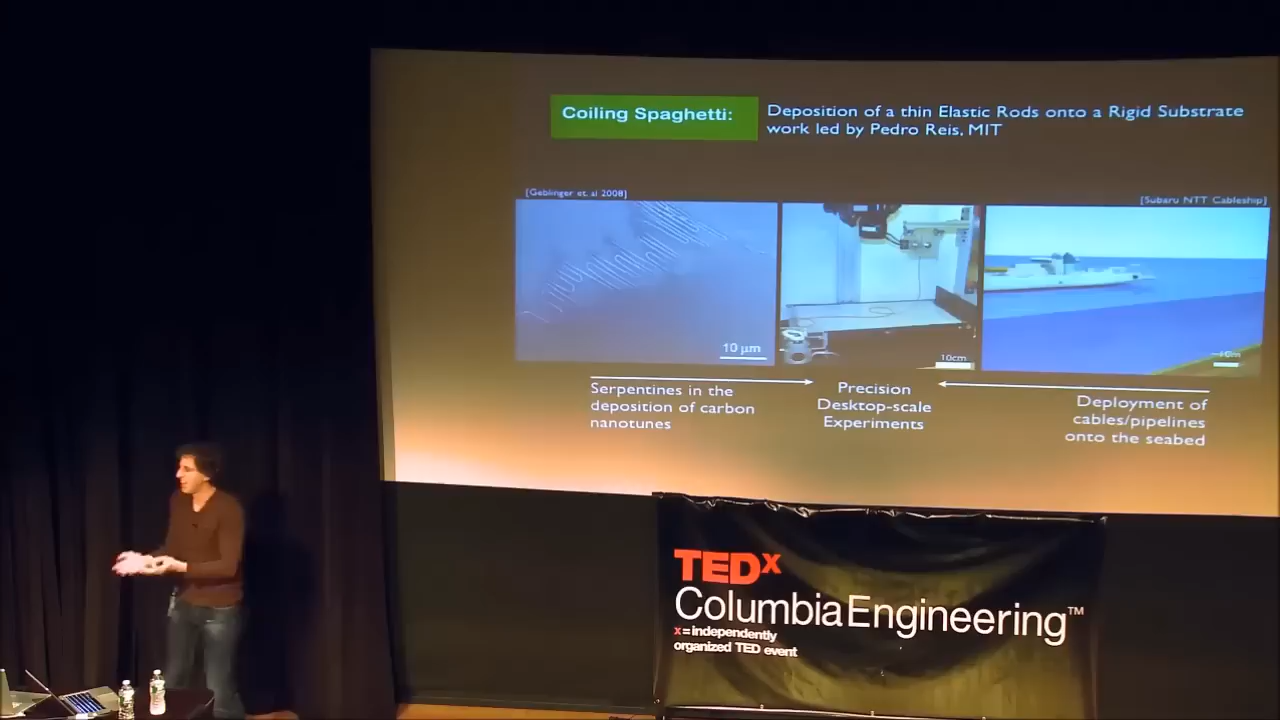 Coiling Spaghetti:
Deposition of a thin Elastic Rods onto a Rigid Substrate
work led by Pedro Reis, MIT
[Geblinger et. al 2008]
[Subaru NTT Cableship]
10 µm
10cm
Serpentines in the
deposition of carbon
nanotunes
Precision
Desktop-scale
Experiments
Deployment of
cables/pipelines
onto the seabed
TEDx
ColumbiaEngineering™
x=independently
organized TED event